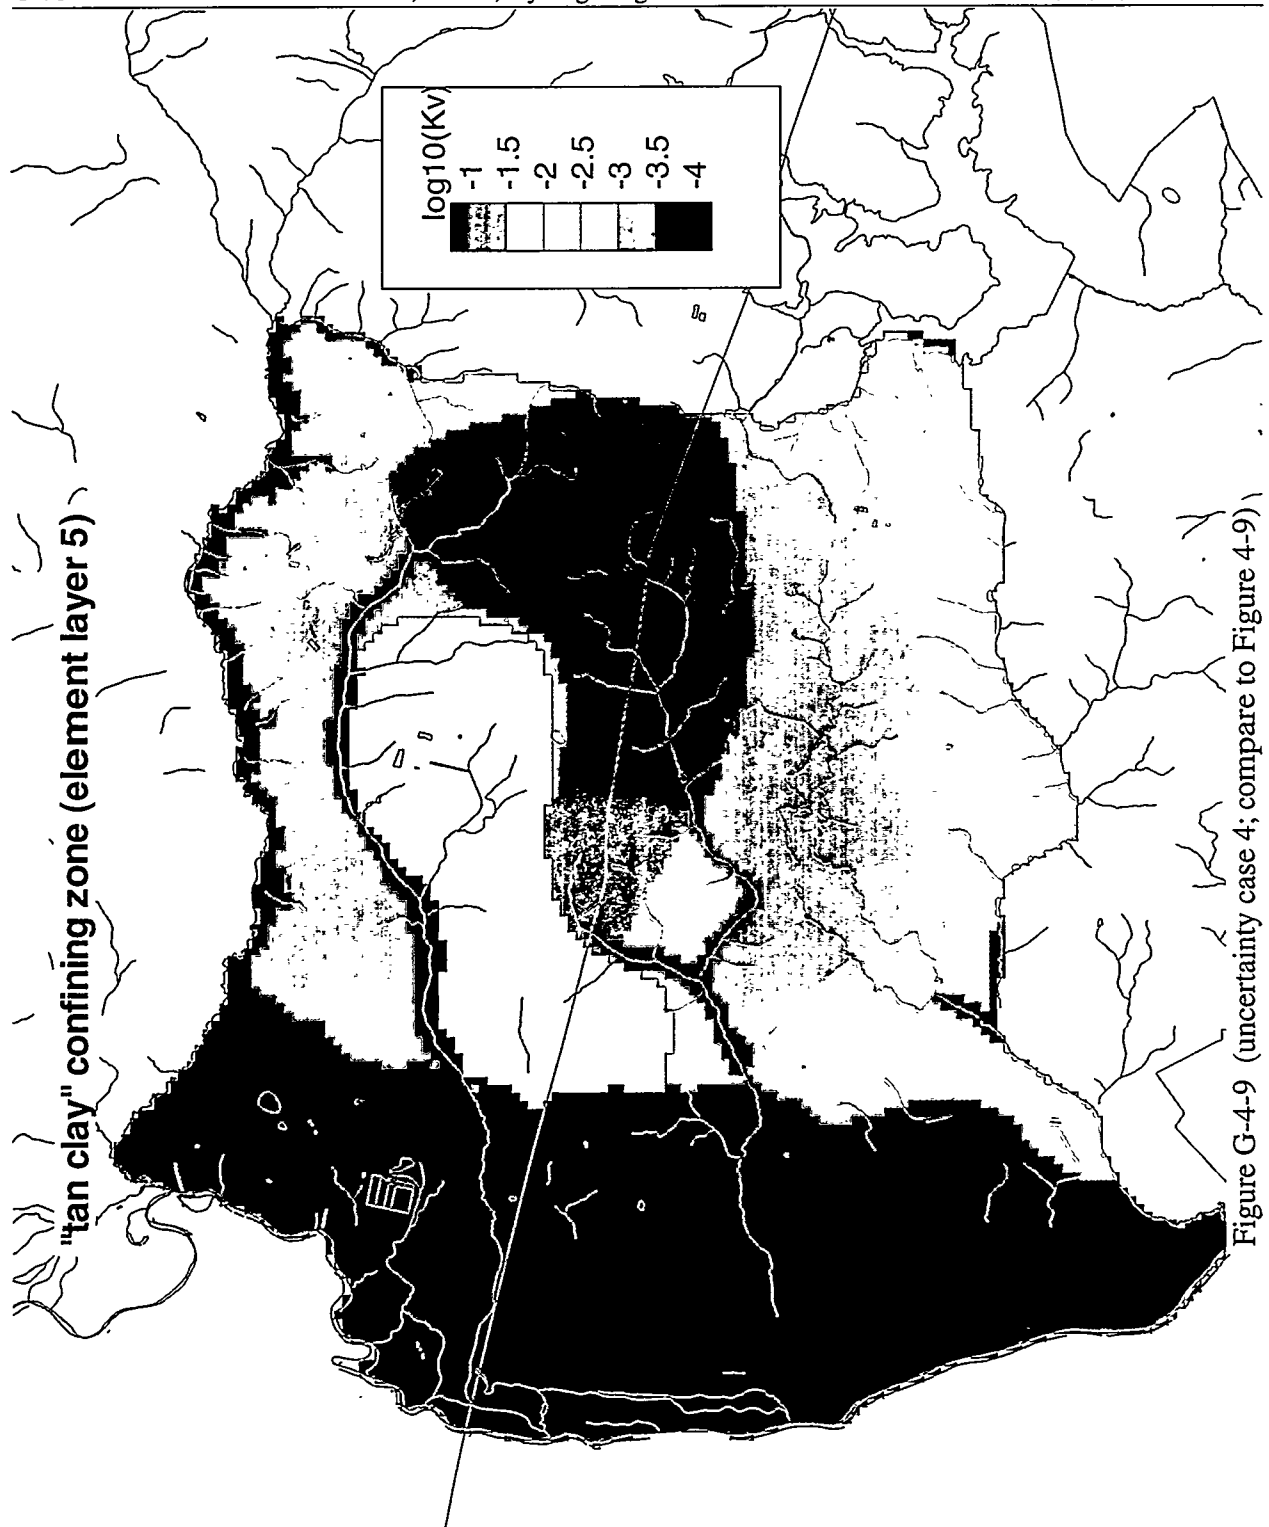 "tan clay" confining zone (element layer 5)
log10(Kv)
-1
-1.5
-2
-2.5
-3
-3.5
-4
Figure G-4-9 (uncertainty case 4; compare to Figure 4-9)